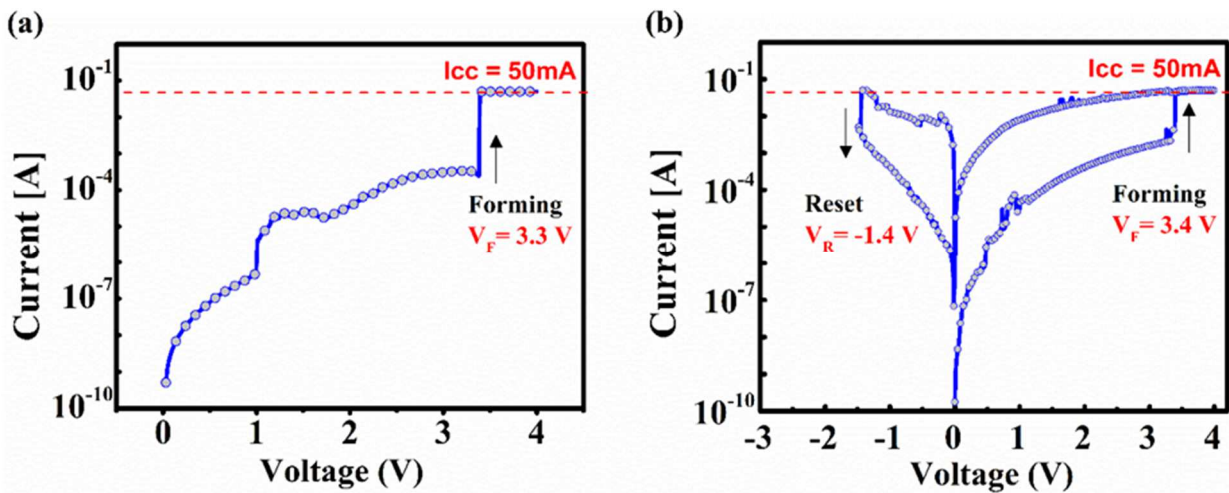 (a)
Icc = 50mA
10⁻¹
10⁻⁴
10⁻⁷
10⁻¹⁰
Current [A]
Forming
V_F= 3.3 V
0 1 2 3 4
Voltage (V)
(b)
Icc = 50mA
10⁻¹
10⁻⁴
10⁻⁷
10⁻¹⁰
Current [A]
Reset
V_R= -1.4 V
Forming
V_F= 3.4 V
-3 -2 -1 0 1 2 3 4
Voltage (V)